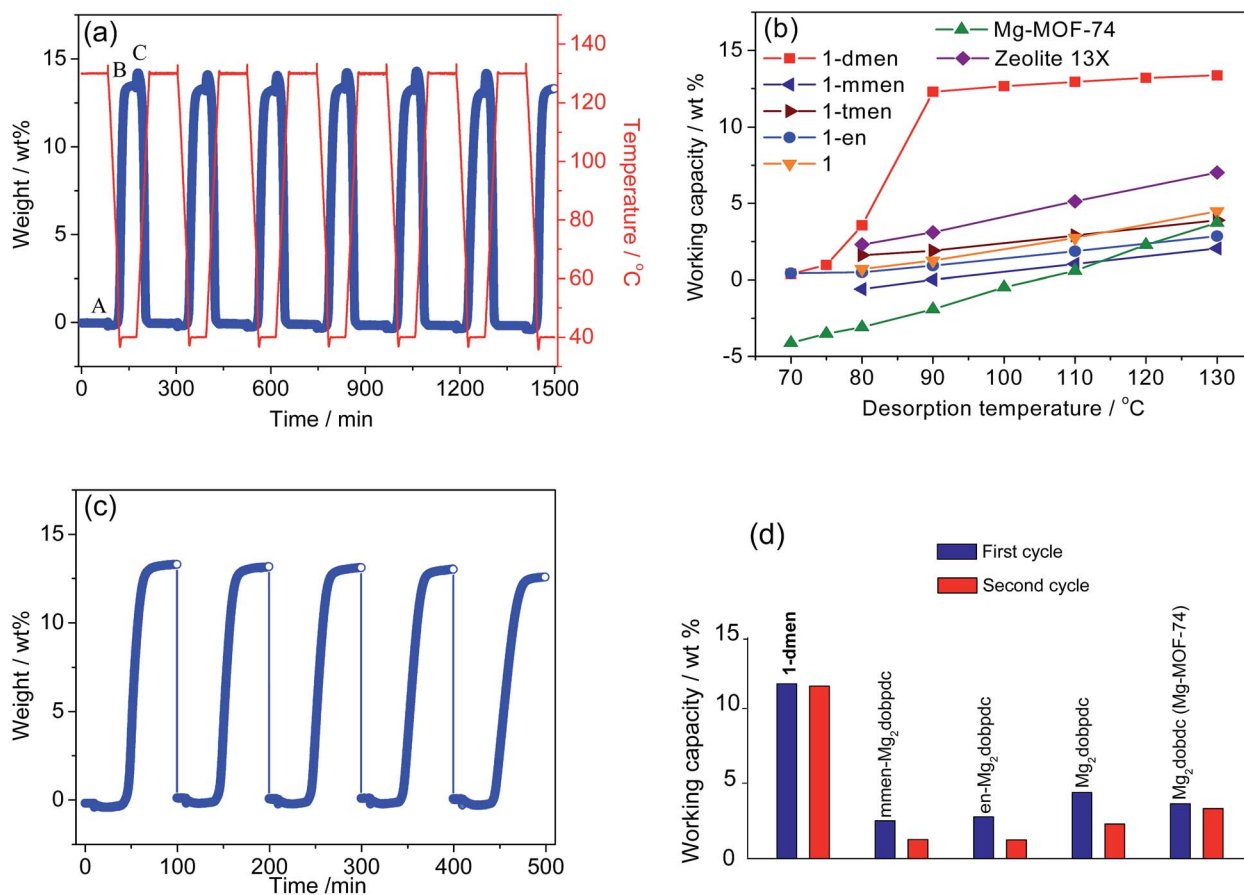 (a)
C
B
A
15
10
5
0
Weight / wt%
140
120
100
80
60
40
Temperature / °C
0 300 600 900 1200 1500
Time / min
(b)
Mg-MOF-74
Zeolite 13X
1-dmen
1-mmen
1-tmen
1-en
1
15
10
5
0
-5
Working capacity / wt %
70 80 90 100 110 120 130
Desorption temperature / °C
(c)
15
10
5
0
Weight / wt%
0 100 200 300 400 500
Time /min
(d)
First cycle
Second cycle
15
10
5
0
Working capacity / wt %
1-dmen
mmen-Mg₂dobpdc
en-Mg₂dobpdc
Mg₂dobpdc
Mg₂dobdc (Mg-MOF-74)